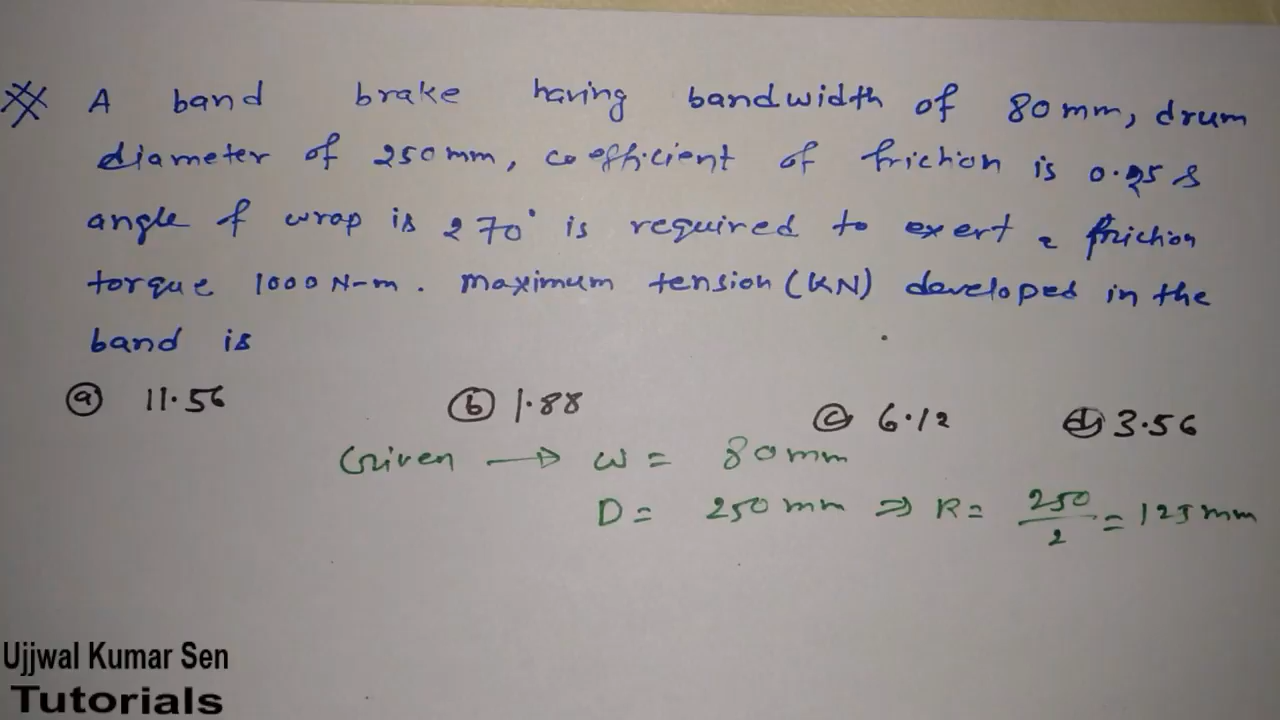 A band brake having bandwidth of 80 mm, drum
diameter of 250 mm, coefficient of friction is 0.25 &
angle of wrap is 270° is required to exert a friction
torque 1000 N-m. Maximum tension (KN) developed in the
band is
(a) 11.56 (b) 1.88 (c) 6.12 (d) 3.56
Given → W = 80 mm
D = 250 mm ⇒ R = 250/2 = 125 mm
Ujjwal Kumar Sen
Tutorials